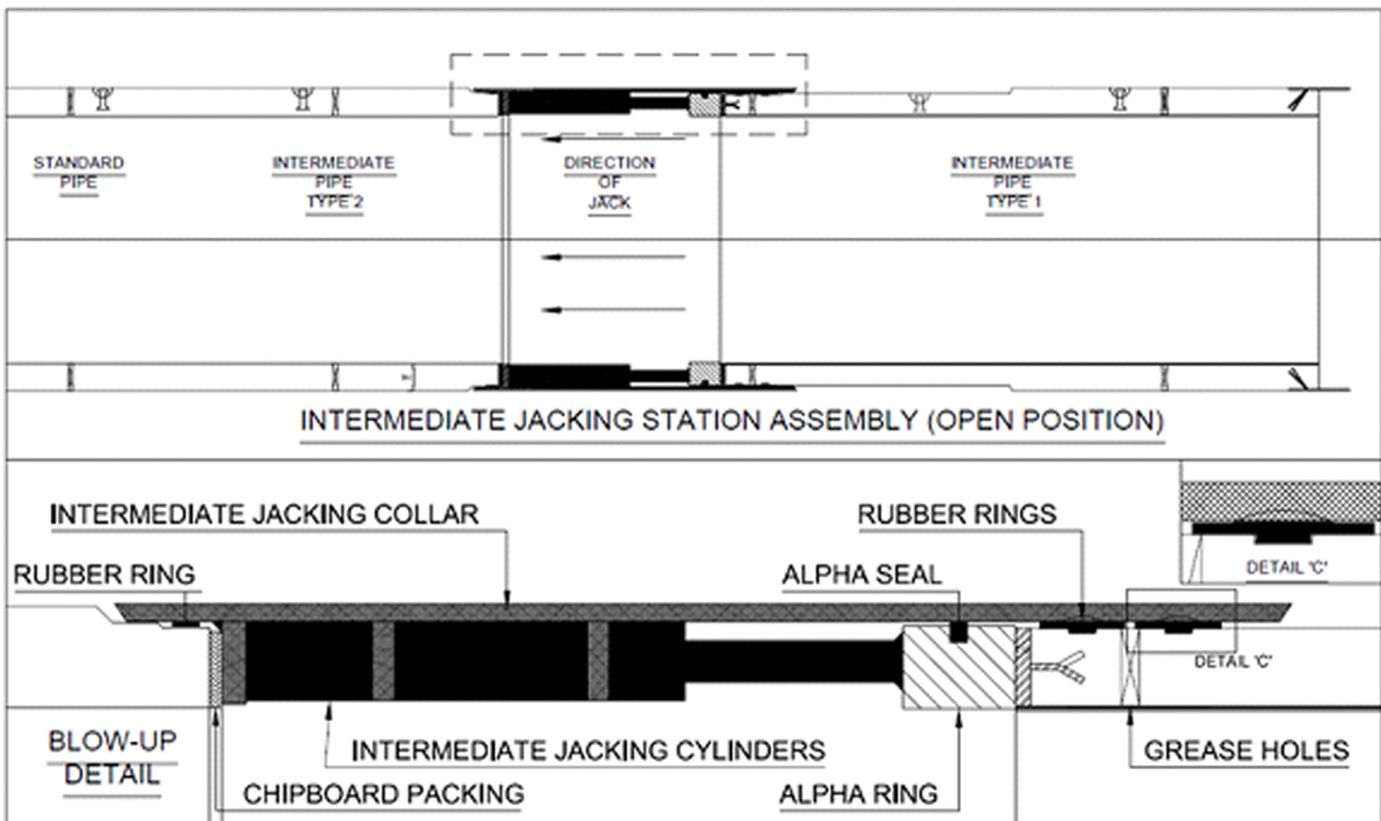 STANDARD
PIPE
INTERMEDIATE
PIPE
TYPE 2
DIRECTION
OF
JACK
INTERMEDIATE
PIPE
TYPE 1
INTERMEDIATE JACKING STATION ASSEMBLY (OPEN POSITION)
INTERMEDIATE JACKING COLLAR
RUBBER RINGS
DETAIL 'C'
RUBBER RING
ALPHA SEAL
DETAIL 'C'
BLOW-UP
DETAIL
INTERMEDIATE JACKING CYLINDERS
GREASE HOLES
CHIPBOARD PACKING
ALPHA RING